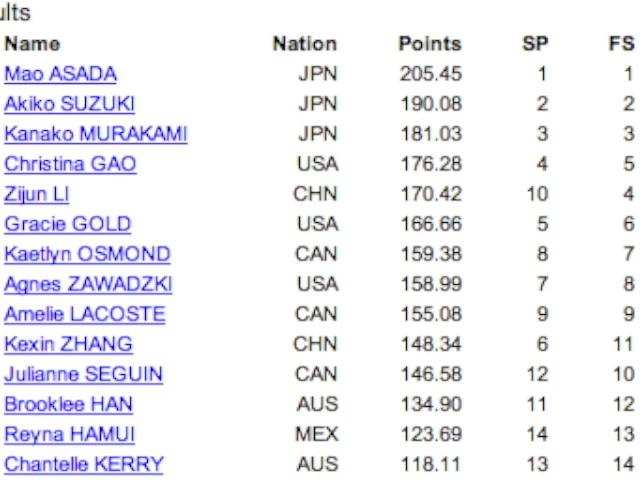 ults
Name Nation Points SP FS
Mao ASADA JPN 205.45 1 1
Akiko SUZUKI JPN 190.08 2 2
Kanako MURAKAMI JPN 181.03 3 3
Christina GAO USA 176.28 4 5
Zijun LI CHN 170.42 10 4
Gracie GOLD USA 166.66 5 6
Kaetlyn OSMOND CAN 159.38 8 7
Agnes ZAWADZKI USA 158.99 7 8
Amelie LACOSTE CAN 155.08 9 9
Kexin ZHANG CHN 148.34 6 11
Julianne SEGUIN CAN 146.58 12 10
Brooklee HAN AUS 134.90 11 12
Reyna HAMUI MEX 123.69 14 13
Chantelle KERRY AUS 118.11 13 14